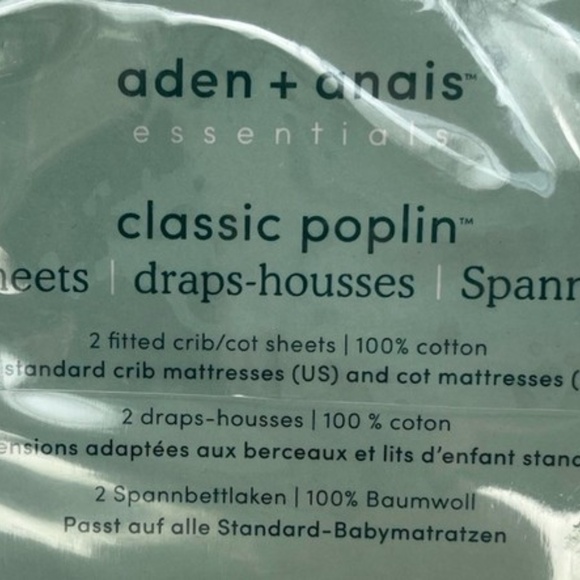 aden + anais™
essentials
classic poplin™
heets | draps-housses | Spann
2 fitted crib/cot sheets | 100% cotton
standard crib mattresses (US) and cot mattresses (
2 draps-housses | 100 % coton
ensions adaptées aux berceaux et lits d'enfant stand
2 Spannbettlaken | 100% Baumwoll
Passt auf alle Standard-Babymatratzen